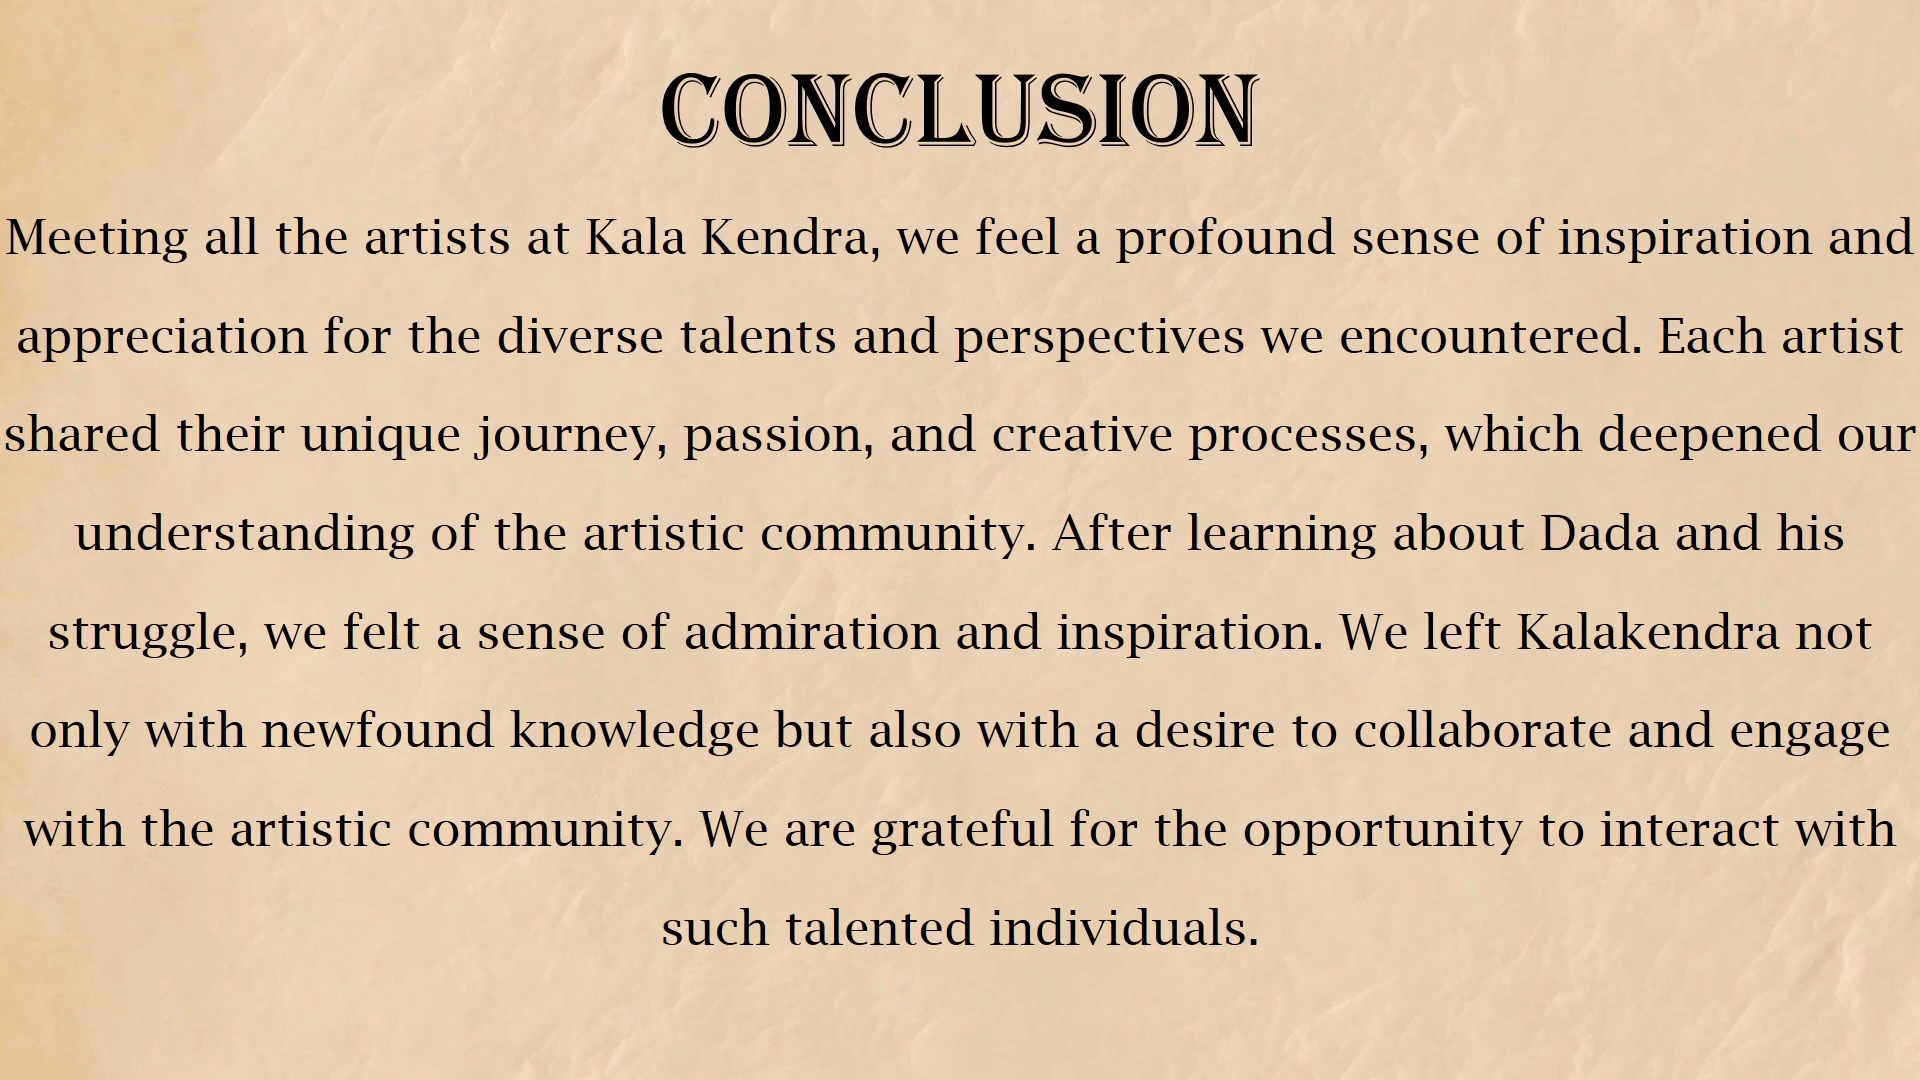 CONCLUSION
Meeting all the artists at Kala Kendra, we feel a profound sense of inspiration and
appreciation for the diverse talents and perspectives we encountered. Each artist
shared their unique journey, passion, and creative processes, which deepened our
understanding of the artistic community. After learning about Dada and his
struggle, we felt a sense of admiration and inspiration. We left Kalakendra not
only with newfound knowledge but also with a desire to collaborate and engage
with the artistic community. We are grateful for the opportunity to interact with
such talented individuals.